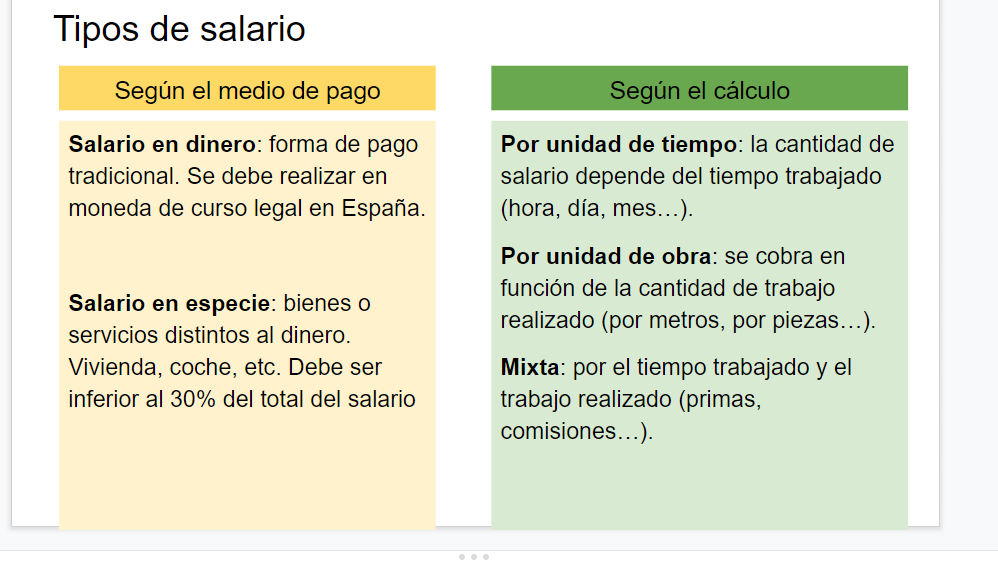 Tipos de salario
Según el medio de pago
Salario en dinero: forma de pago
tradicional. Se debe realizar en
moneda de curso legal en España.
Salario en especie: bienes o
servicios distintos al dinero.
Vivienda, coche, etc. Debe ser
inferior al 30% del total del salario
Según el cálculo
Por unidad de tiempo: la cantidad de
salario depende del tiempo trabajado
(hora, día, mes…).
Por unidad de obra: se cobra en
función de la cantidad de trabajo
realizado (por metros, por piezas…).
Mixta: por el tiempo trabajado y el
trabajo realizado (primas,
comisiones…).